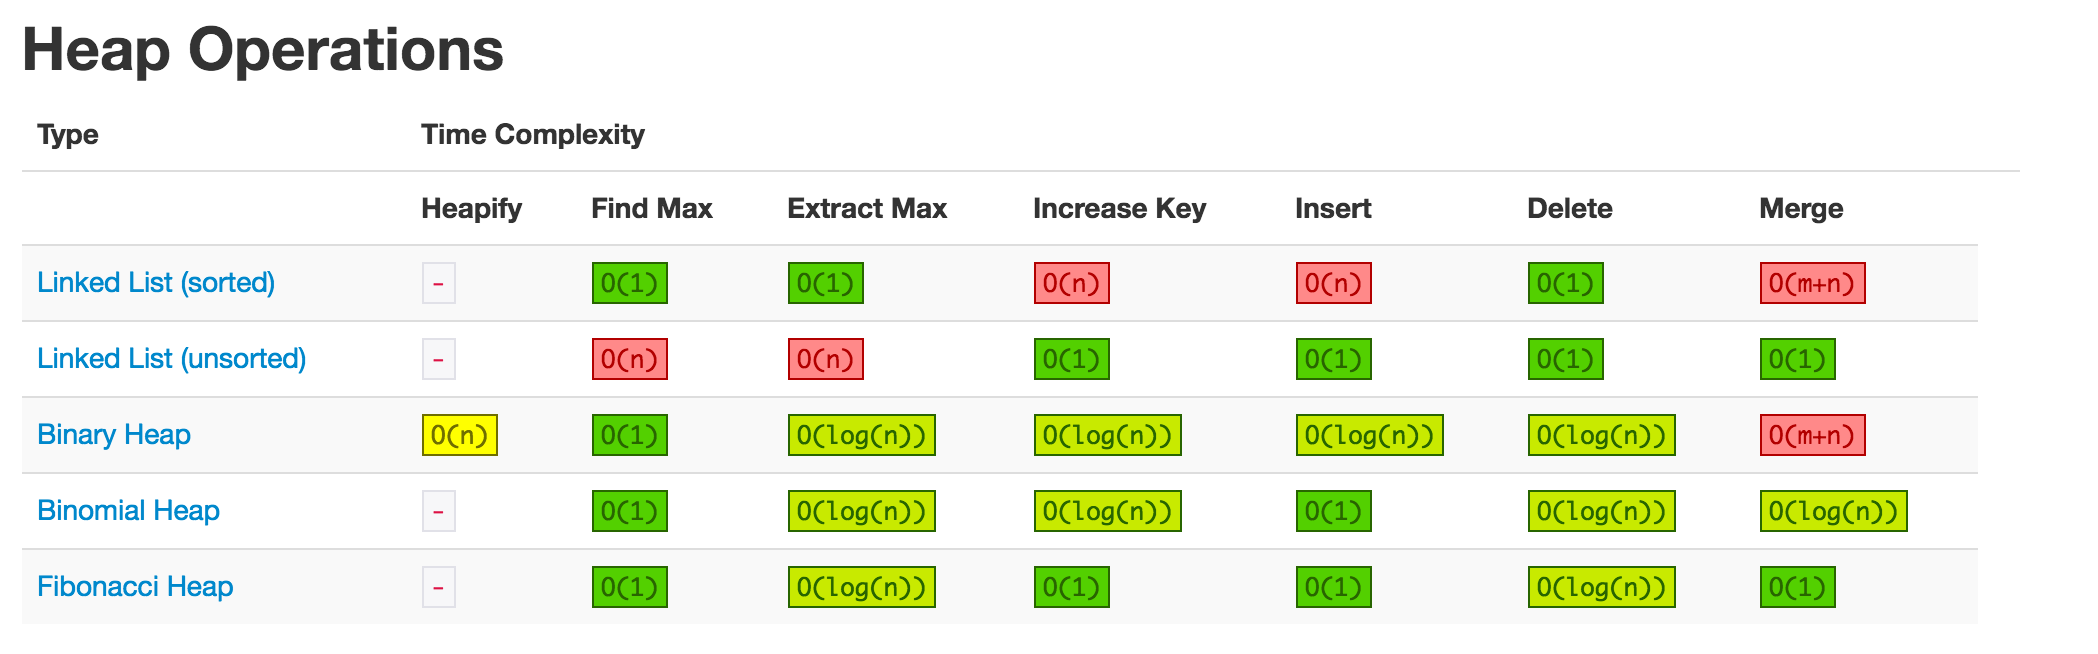 Heap Operations
Type Time Complexity
Heapify Find Max Extract Max Increase Key Insert Delete Merge
Linked List (sorted) - O(1) O(1) O(n) O(n) O(1) O(m+n)
Linked List (unsorted) - O(n) O(n) O(1) O(1) O(1) O(1)
Binary Heap O(n) O(1) O(log(n)) O(log(n)) O(log(n)) O(log(n)) O(m+n)
Binomial Heap - O(1) O(log(n)) O(log(n)) O(1) O(log(n)) O(log(n))
Fibonacci Heap - O(1) O(log(n)) O(1) O(1) O(log(n)) O(1)